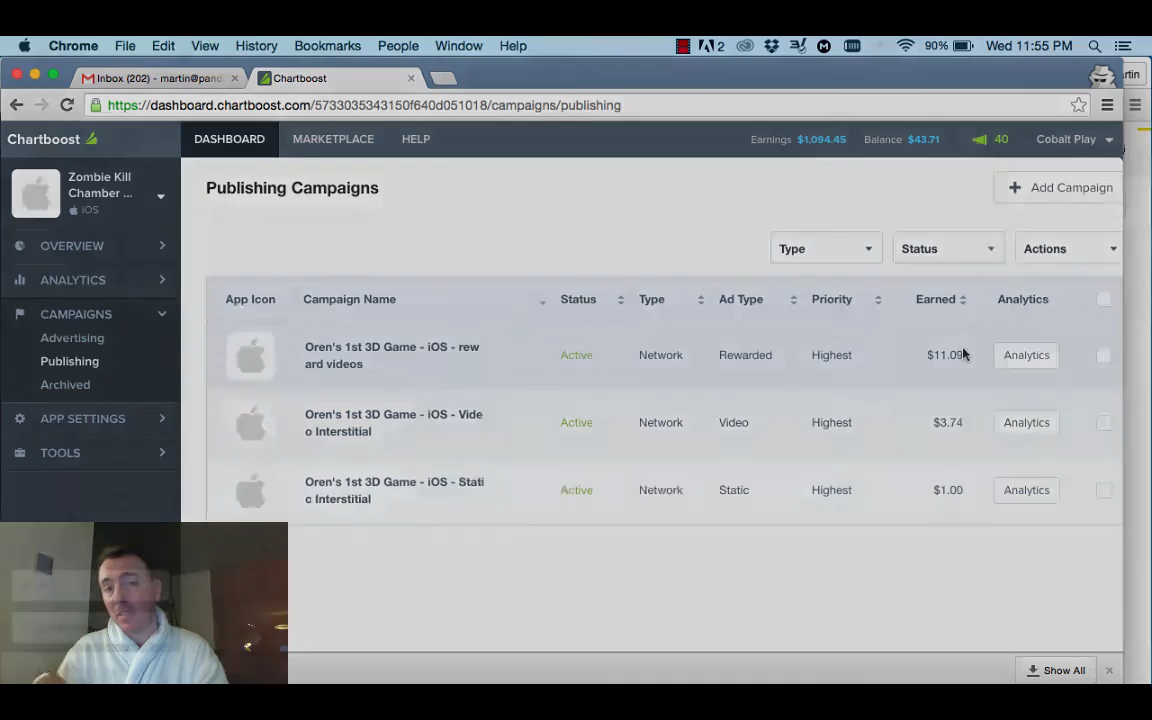 Chrome File Edit View History Bookmarks People Window Help 2 90% Wed 11:55 PM
Inbox (202) - martin@pand Chartboost
https://dashboard.chartboost.com/5733035343150f640d051018/campaigns/publishing
Chartboost DASHBOARD MARKETPLACE HELP Earnings $1,094.45 Balance $43.71 40 Cobalt Play
Zombie Kill
Chamber ...
iOS
Publishing Campaigns
+ Add Campaign
OVERVIEW
ANALYTICS
CAMPAIGNS
Advertising
Publishing
Archived
APP SETTINGS
TOOLS
Type Status Actions
App Icon Campaign Name Status Type Ad Type Priority Earned Analytics
Oren's 1st 3D Game - iOS - rew
ard videos
Active Network Rewarded Highest $11.09 Analytics
Oren's 1st 3D Game - iOS - Vide
o Interstitial
Active Network Video Highest $3.74 Analytics
Oren's 1st 3D Game - iOS - Stati
c Interstitial
Active Network Static Highest $1.00 Analytics
Show All